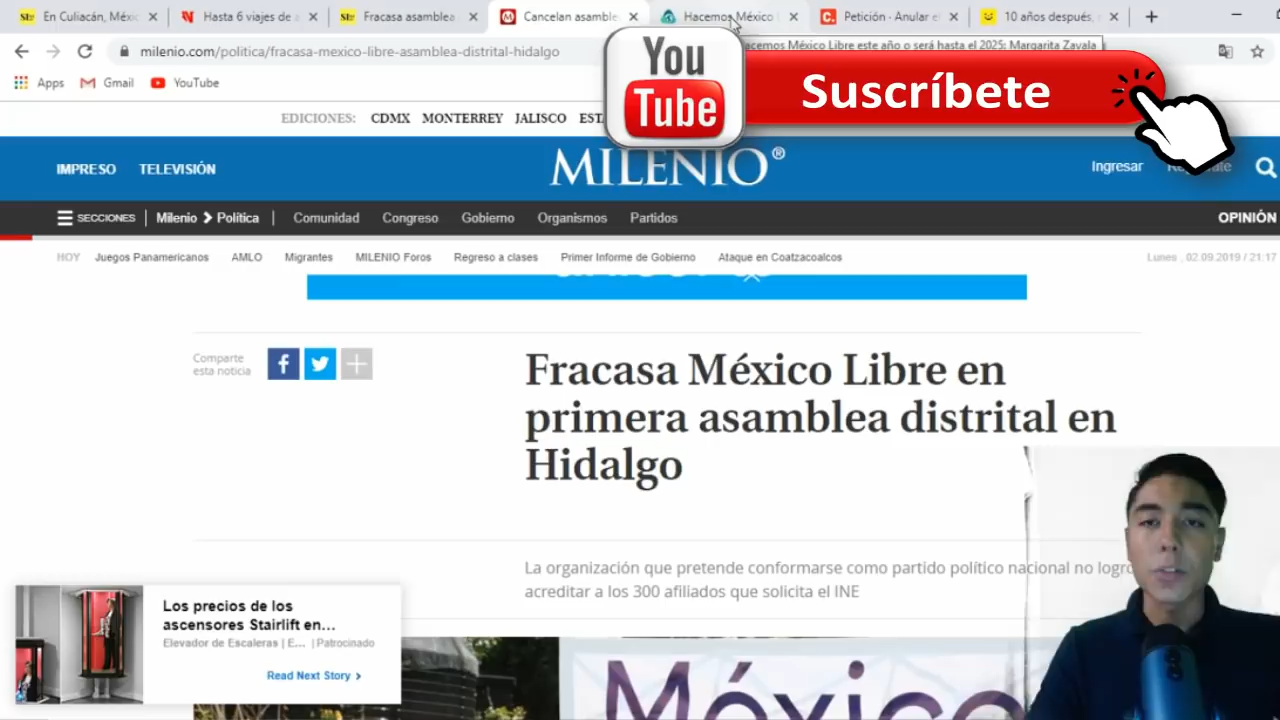 En Culiacán, Méxic
Hasta 6 viajes de a
Fracasa asamblea
Cancelan asamble
Hacemos México L
Petición · Anular el
10 años después,
milenio.com/politica/fracasa-mexico-libre-asamblea-distrital-hidalgo
acemos México Libre este año o será hasta el 2025: Margarita Zavala
Apps
Gmail
YouTube
You
Tube
Suscríbete
EDICIONES:
CDMX
MONTERREY
JALISCO
MILENIO®
IMPRESO
TELEVISIÓN
Ingresar
SECCIONES
Milenio > Política
Comunidad
Congreso
Gobierno
Organismos
Partidos
OPINIÓN
HOY
Juegos Panamericanos
AMLO
Migrantes
MILENIO Foros
Regreso a clases
Primer Informe de Gobierno
Ataque en Coatzacoalcos
Lunes , 02.09.2019 / 21:17
Comparte
esta noticia
Fracasa México Libre en
primera asamblea distrital en
Hidalgo
La organización que pretende conformarse como partido político nacional no logró
acreditar a los 300 afiliados que solicita el INE
Los precios de los
ascensores Stairlift en...
Elevador de Escaleras | E... | Patrocinado
Read Next Story >
México